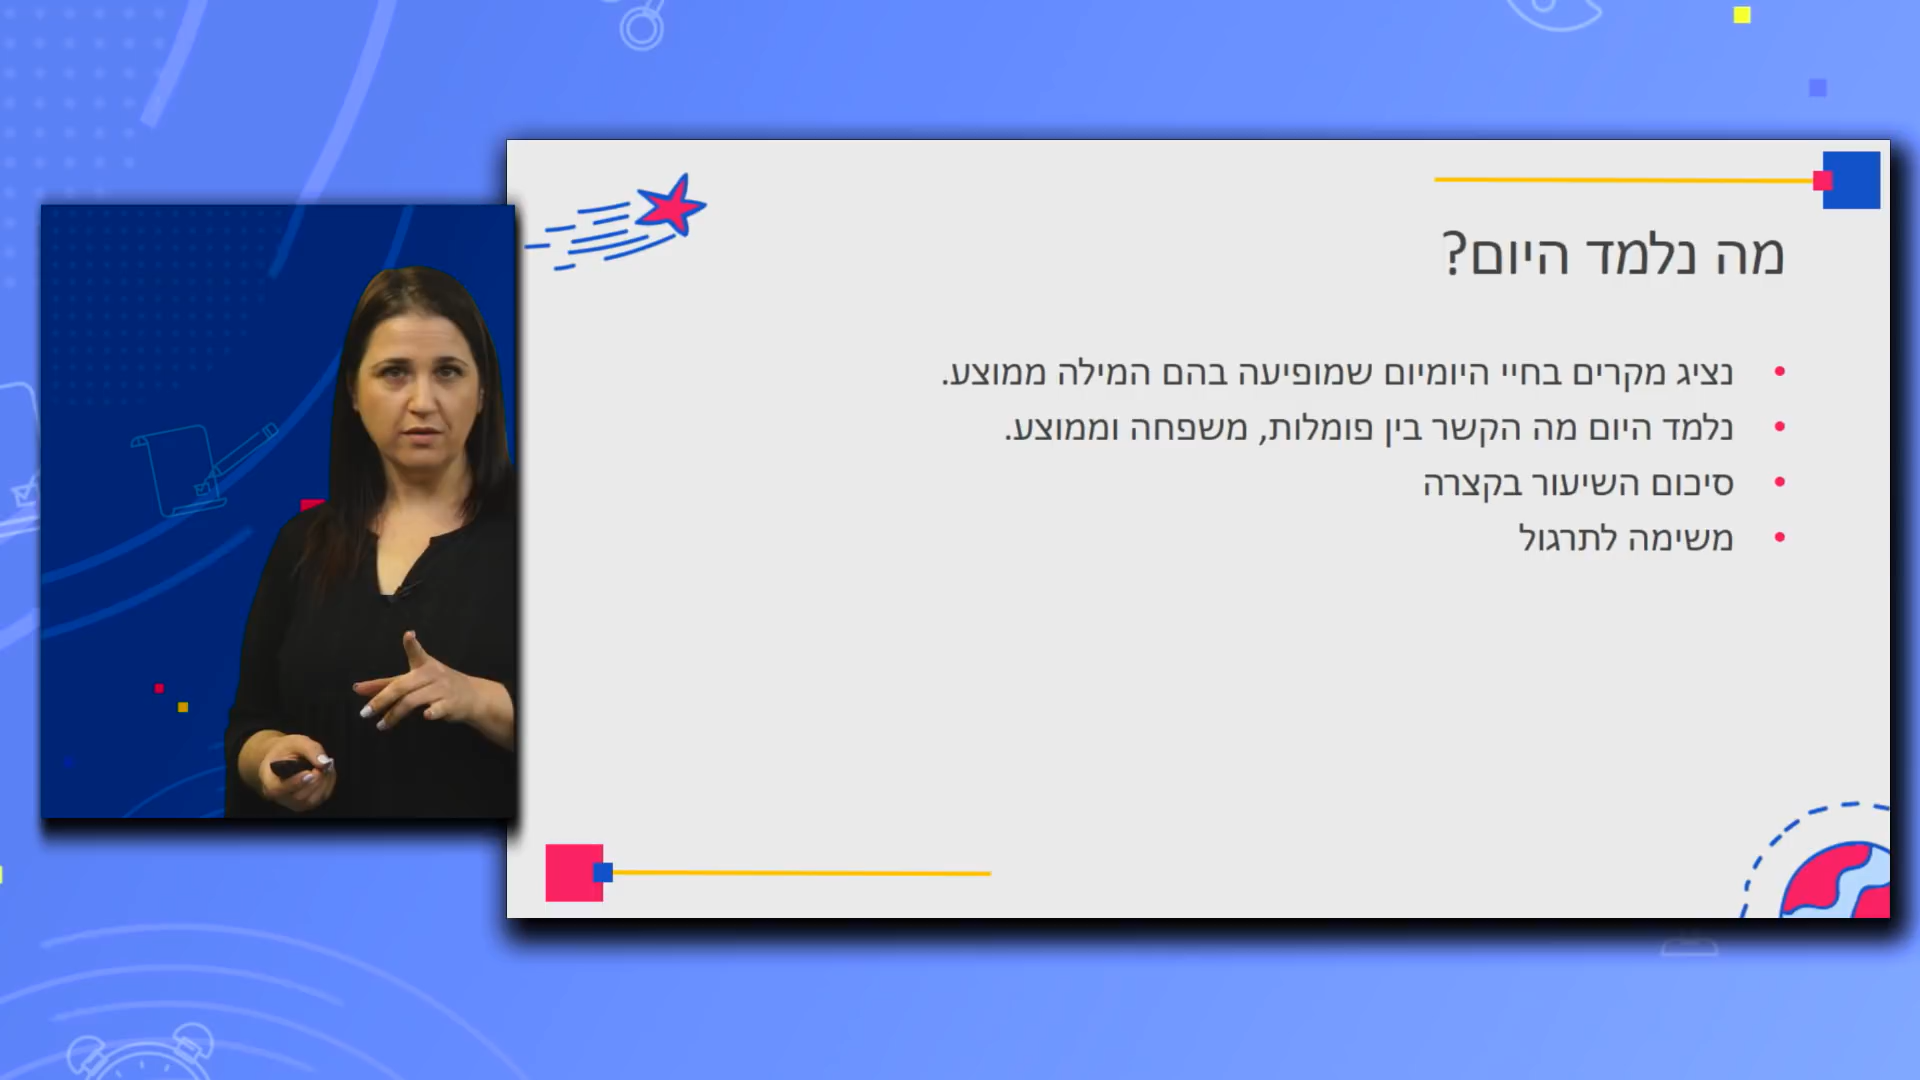 מה נלמד היום?
נציג מקרים בחיי היומיום שמופיעה בהם המילה ממוצע.
נלמד היום מה הקשר בין פומלות, משפחה וממוצע.
סיכום השיעור בקצרה
משימה לתרגול